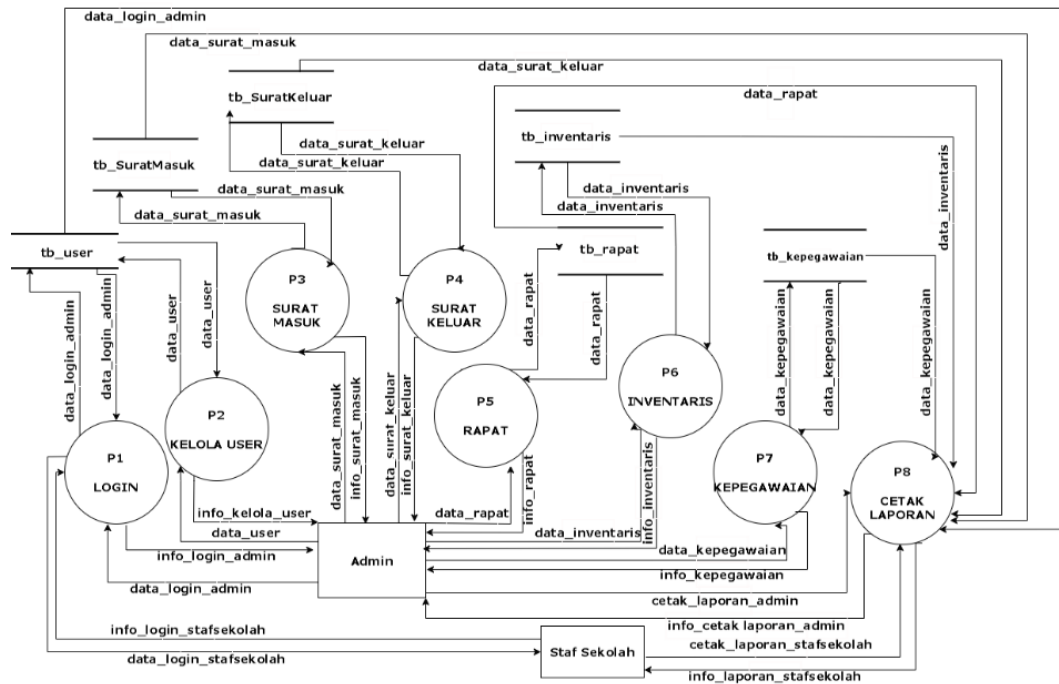 data_login_admin
data_surat_masuk
data_surat_keluar
data_rapat
tb_SuratKeluar
tb_inventaris
data_surat_keluar
data_surat_keluar
tb_SuratMasuk
data_surat_masuk
data_surat_masuk
data_inventaris
data_inventaris
data_inventaris
tb_user
tb_rapat
tb_kepegawaian
data_login_admin
data_login_admin
data_user
data_user
P3
SURAT
MASUK
P4
SURAT
KELUAR
data_rapat
data_rapat
data_kepegawaian
data_kepegawaian
data_kepegawaian
P1
LOGIN
P2
KELOLA USER
P5
RAPAT
P6
INVENTARIS
P7
KEPEGAWAIAN
P8
CETAK
LAPORAN
data_surat_masuk
info_surat_masuk
data_surat_keluar
info_surat_keluar
info_rapat
info_inventaris
info_kelola_user
data_user
info_login_admin
data_login_admin
Admin
data_rapat
data_inventaris
data_kepegawaian
info_kepegawaian
cetak_laporan_admin
info_cetak laporan_admin
info_login_stafsekolah
data_login_stafsekolah
Staf Sekolah
cetak_laporan_stafsekolah
info_laporan_stafsekolah